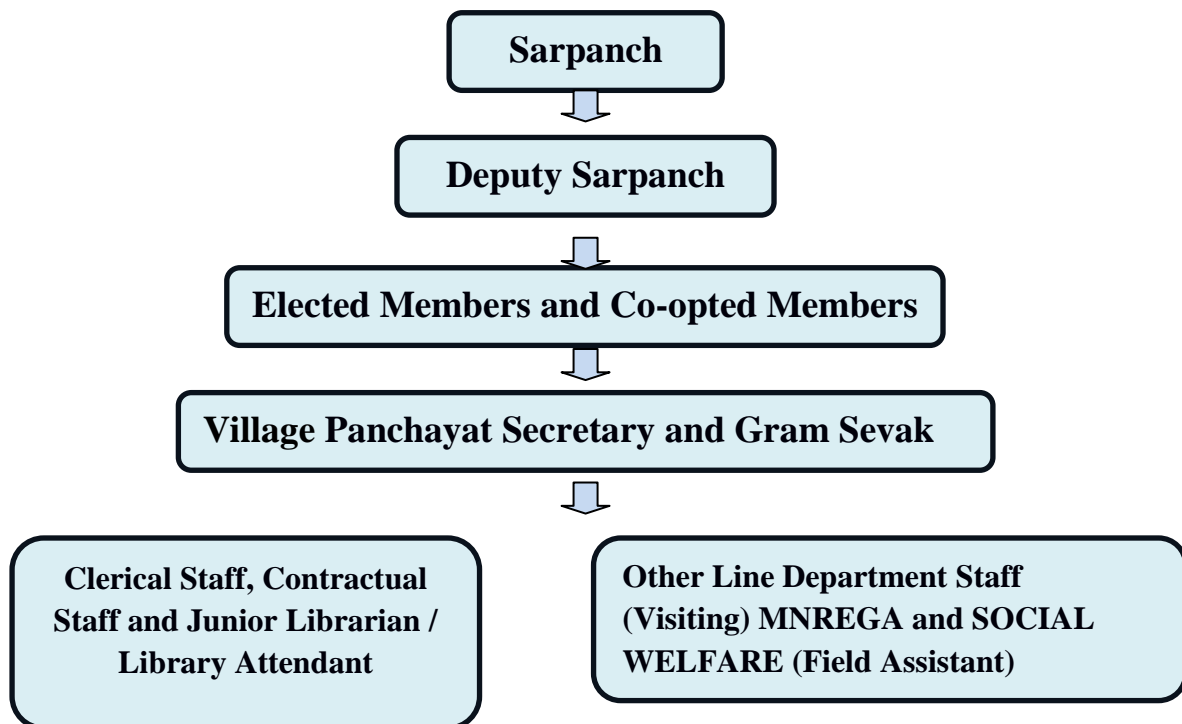 Sarpanch
Deputy Sarpanch
Elected Members and Co-opted Members
Village Panchayat Secretary and Gram Sevak
Clerical Staff, Contractual
Staff and Junior Librarian /
Library Attendant
Other Line Department Staff
(Visiting) MNREGA and SOCIAL
WELFARE (Field Assistant)